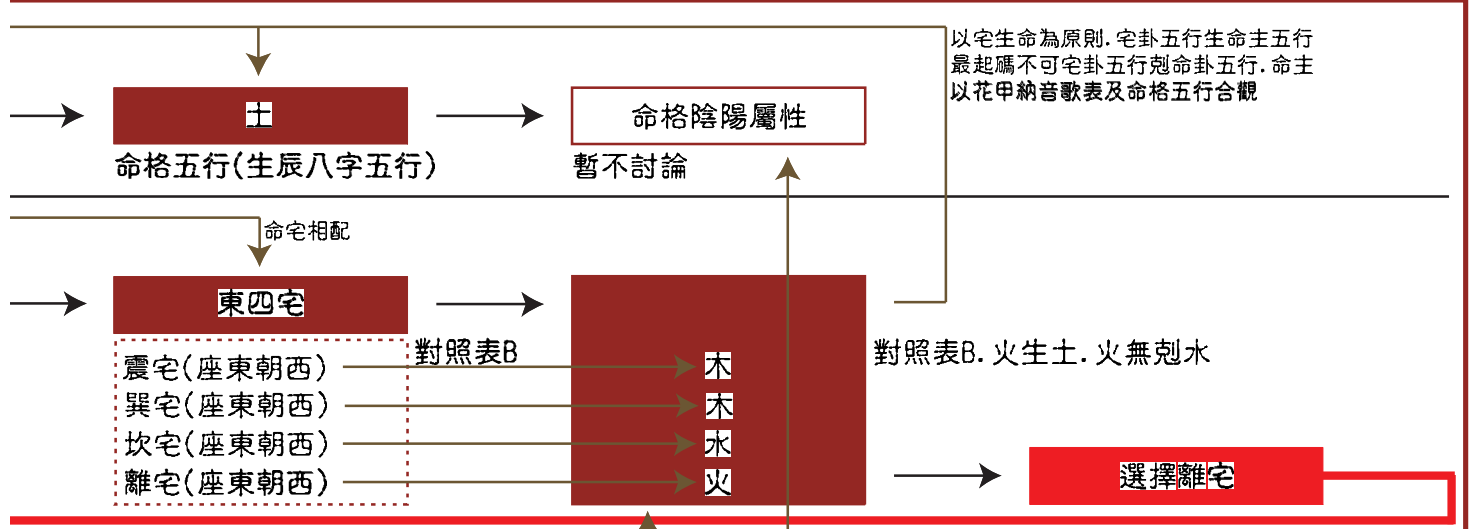 以宅生命為原則.宅卦五行生命主五行
最起碼不可宅卦五行剋命卦五行.命主
以花甲納音歌表及命格五行合觀
土
命格陰陽屬性
命格五行(生辰八字五行)
暫不討論
命宅相配
東四宅
對照表B
對照表B.火生土.火無剋水
震宅(座東朝西)
木
巽宅(座東朝西)
木
坎宅(座東朝西)
水
離宅(座東朝西)
火
選擇離宅